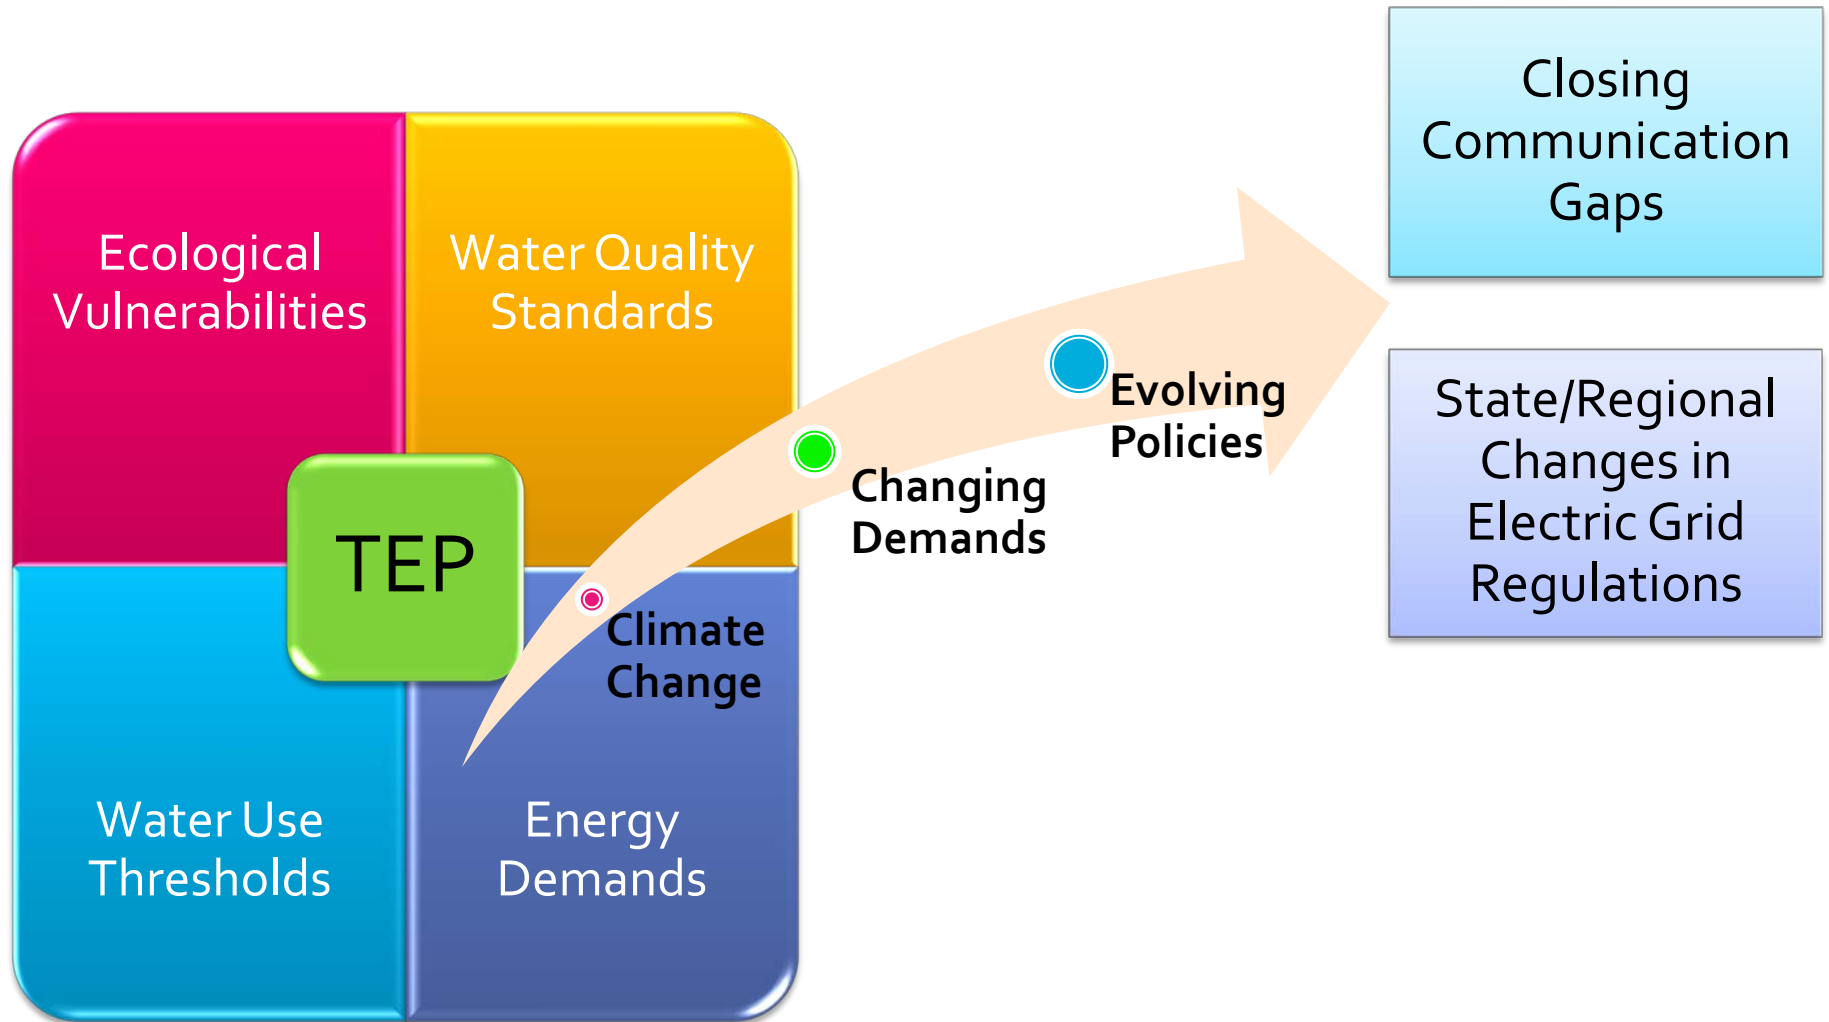 Ecological
Vulnerabilities
Water Quality
Standards
TEP
Water Use
Thresholds
Energy
Demands
Climate
Change
Changing
Demands
Evolving
Policies
Closing
Communication
Gaps
State/Regional
Changes in
Electric Grid
Regulations